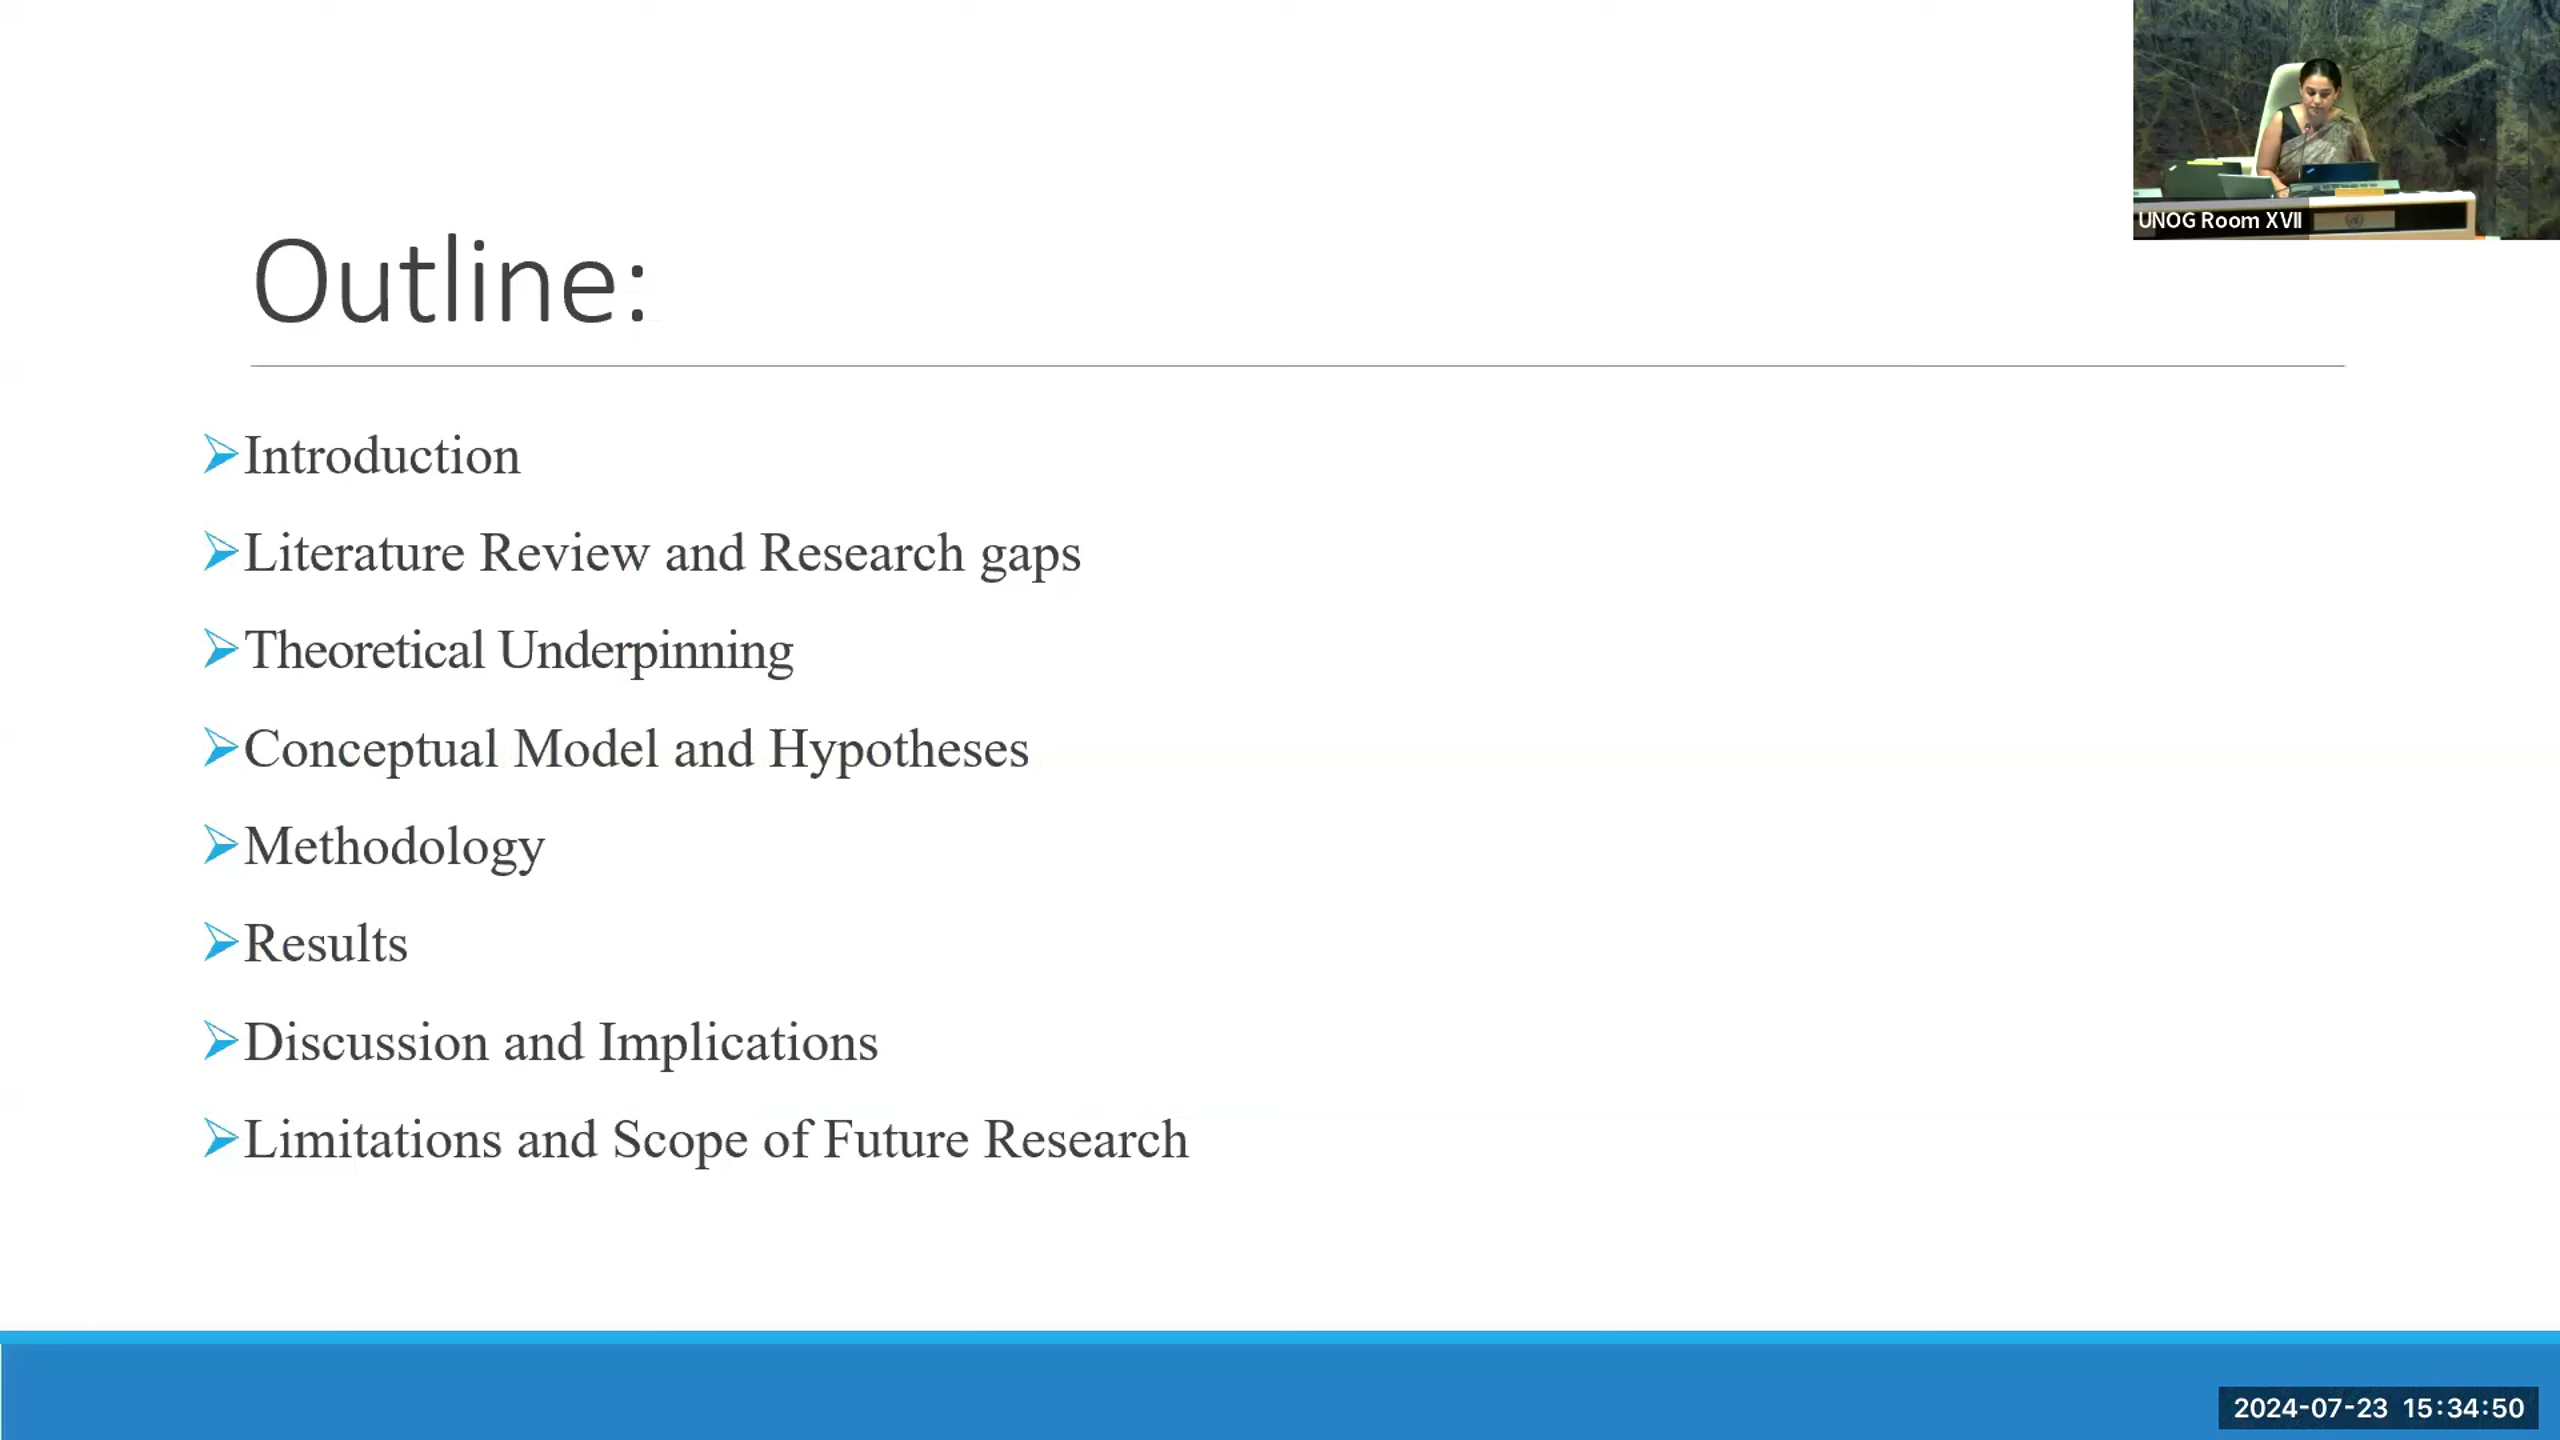 UNOG Room XVII
Outline:
Introduction
Literature Review and Research gaps
Theoretical Underpinning
Conceptual Model and Hypotheses
Methodology
Results
Discussion and Implications
Limitations and Scope of Future Research
2024-07-23 15:34:50